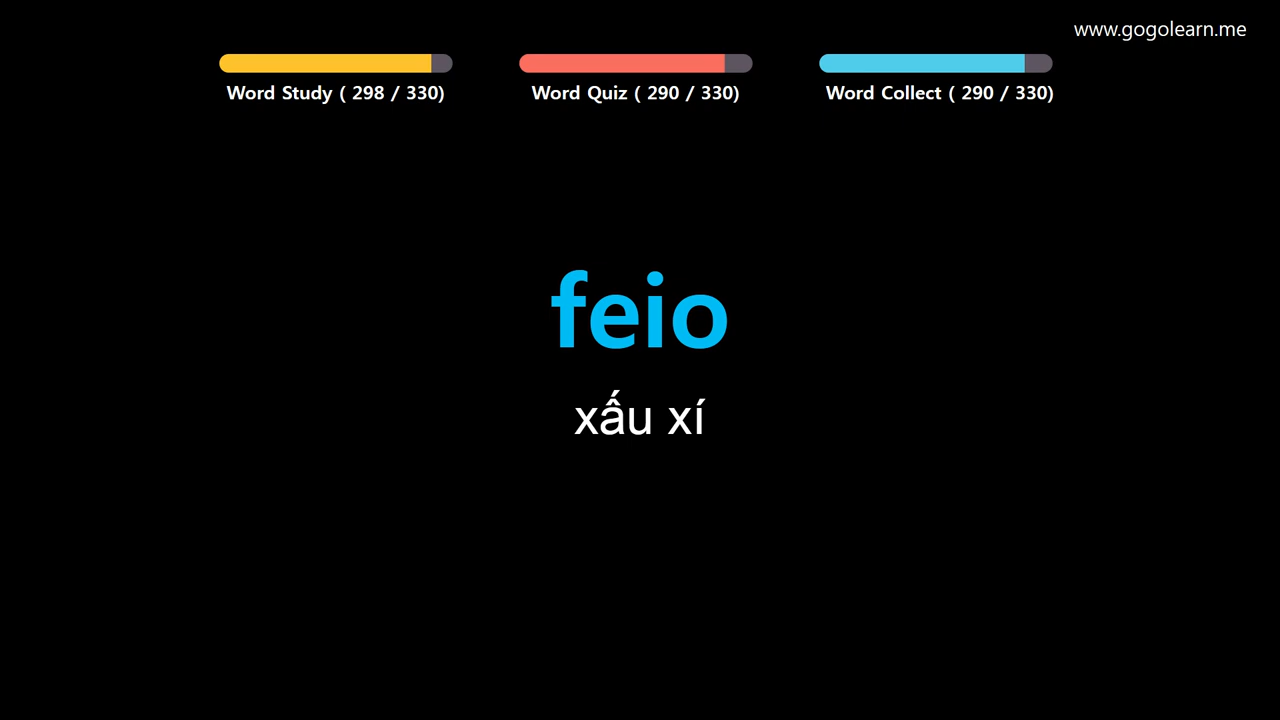 www.gogolearn.me
Word Study ( 298 / 330)
Word Quiz ( 290 / 330)
Word Collect ( 290 / 330)
feio
xấu xí